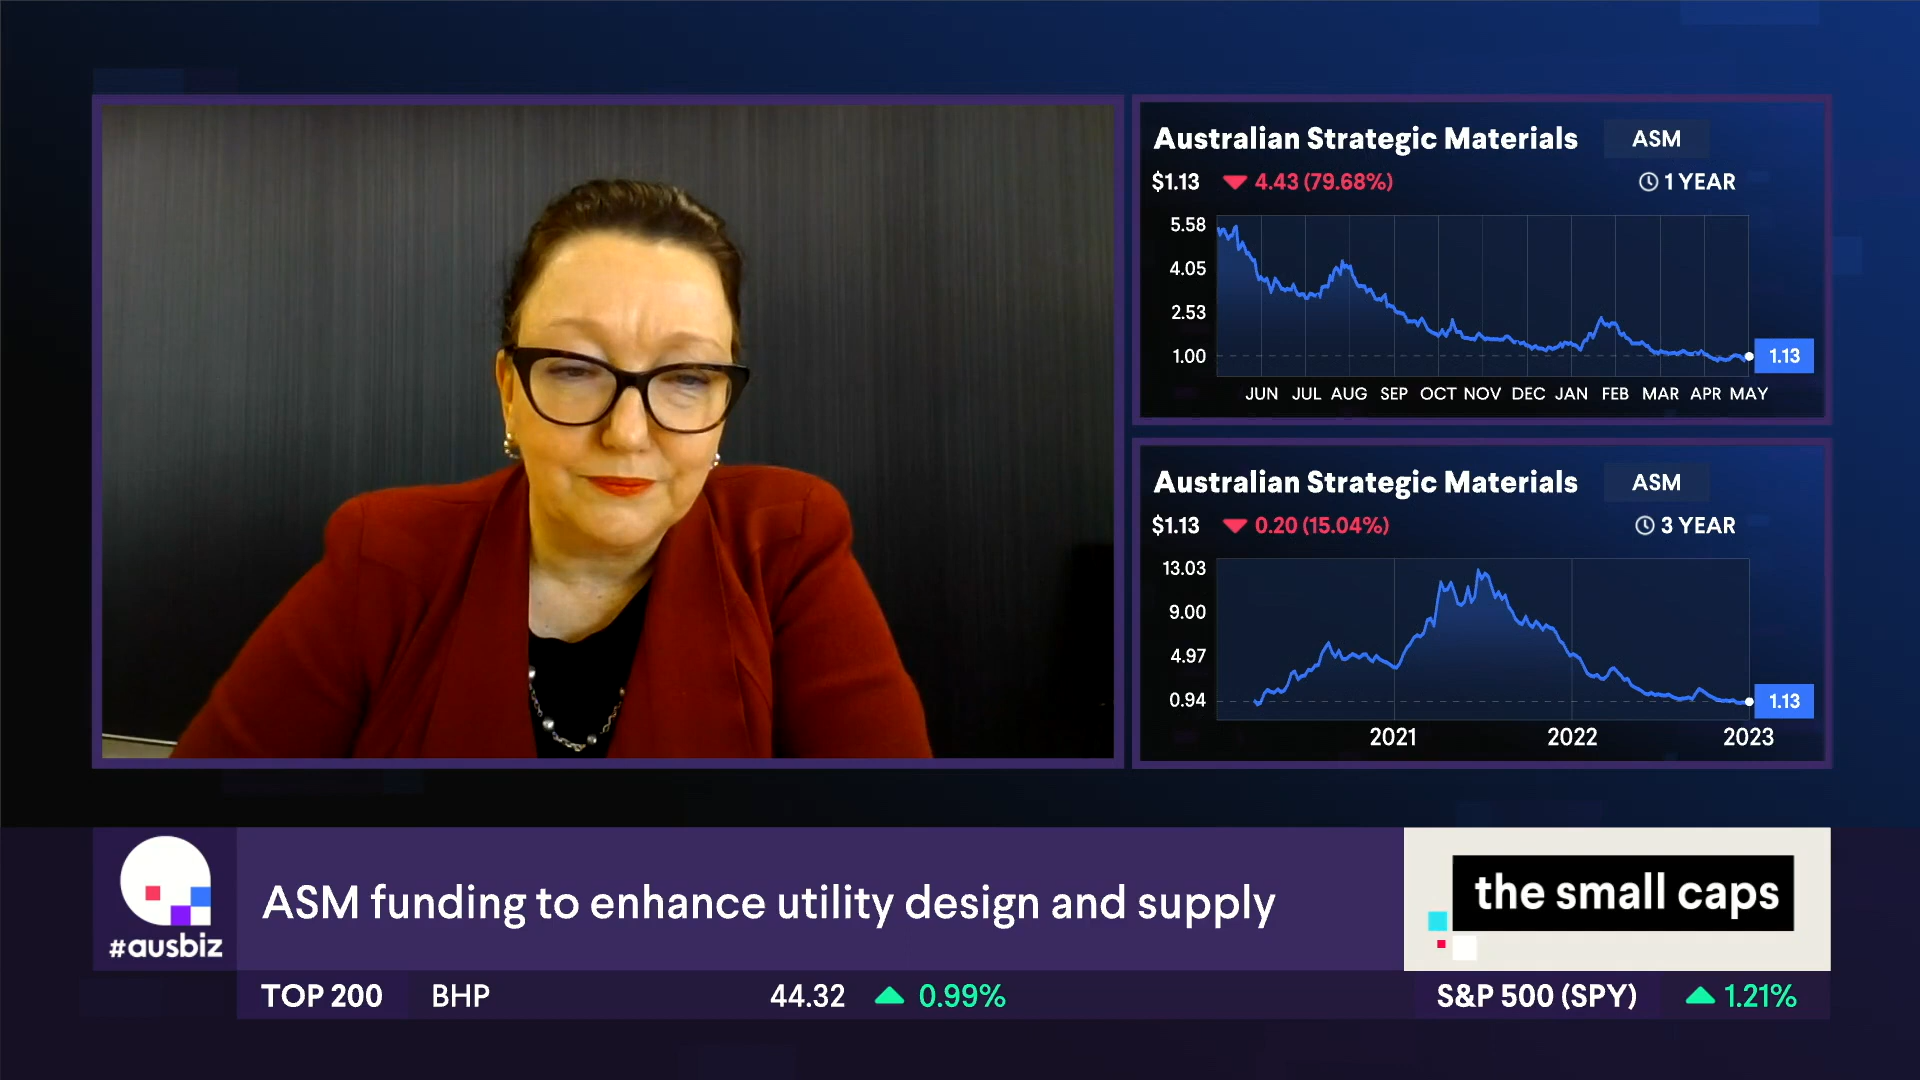 Australian Strategic Materials ASM
$1.13 4.43 (79.68%) 1 YEAR
5.58
4.05
2.53
1.00
1.13
JUN JUL AUG SEP OCT NOV DEC JAN FEB MAR APR MAY
Australian Strategic Materials ASM
$1.13 0.20 (15.04%) 3 YEAR
13.03
9.00
4.97
0.94
1.13
2021 2022 2023
#ausbiz
ASM funding to enhance utility design and supply
the small caps
TOP 200 BHP 44.32 0.99% S&P 500 (SPY) 1.21%